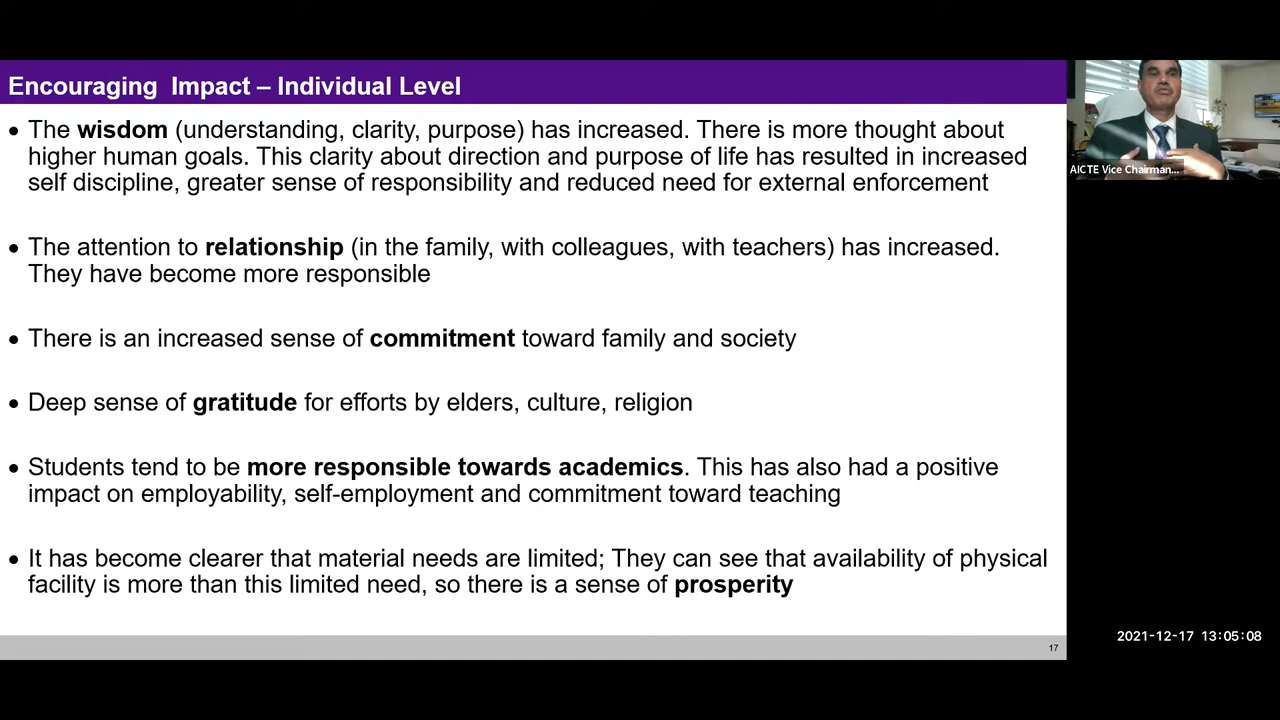 Encouraging Impact – Individual Level
• The wisdom (understanding, clarity, purpose) has increased. There is more thought about
higher human goals. This clarity about direction and purpose of life has resulted in increased
self discipline, greater sense of responsibility and reduced need for external enforcement
• The attention to relationship (in the family, with colleagues, with teachers) has increased.
They have become more responsible
• There is an increased sense of commitment toward family and society
• Deep sense of gratitude for efforts by elders, culture, religion
• Students tend to be more responsible towards academics. This has also had a positive
impact on employability, self-employment and commitment toward teaching
• It has become clearer that material needs are limited; They can see that availability of physical
facility is more than this limited need, so there is a sense of prosperity
17
AICTE Vice Chairman...
2021-12-17 13:05:08